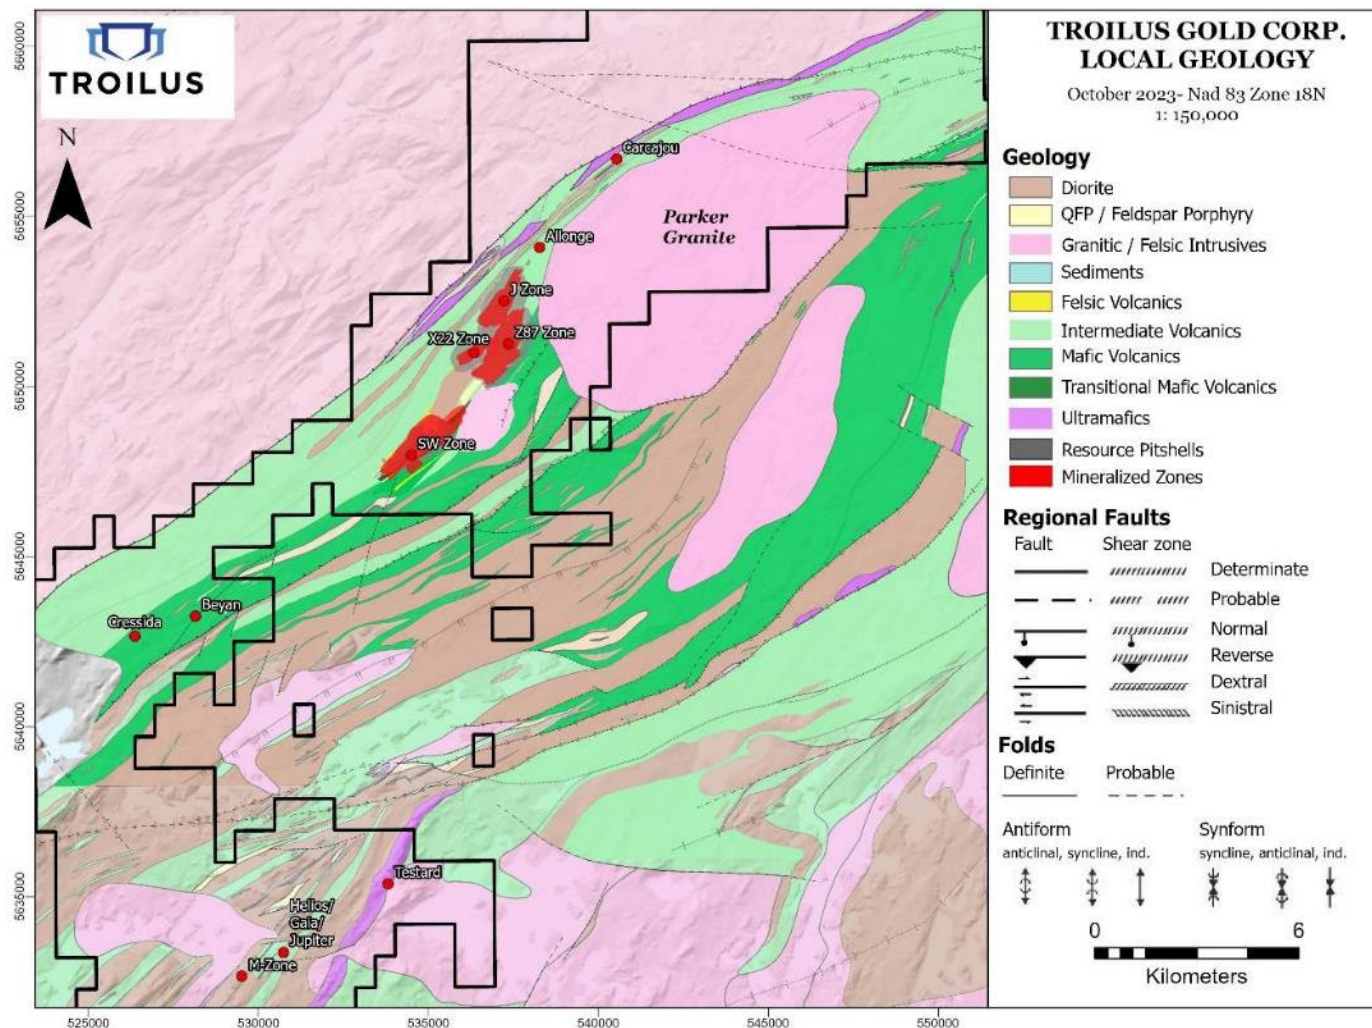 TROILUS
N
Carcajou
Parker
Granite
Allonge
J Zone
X22 Zone
Z87 Zone
SW Zone
Beyan
Cressida
Testard
Helios/
Gaia/
Jupiter
M-Zone
5660000
5655000
5650000
5645000
5640000
5635000
525000
530000
535000
540000
545000
550000
TROILUS GOLD CORP.
LOCAL GEOLOGY
October 2023- Nad 83 Zone 18N
1: 150,000
Geology
Diorite
QFP / Feldspar Porphyry
Granitic / Felsic Intrusives
Sediments
Felsic Volcanics
Intermediate Volcanics
Mafic Volcanics
Transitional Mafic Volcanics
Ultramafics
Resource Pitshells
Mineralized Zones
Regional Faults
Fault Shear zone
Determinate
Probable
Normal
Reverse
Dextral
Sinistral
Folds
Definite Probable
Antiform Synform
anticlinal, syncline, ind. syncline, anticlinal, ind.
0 6
Kilometers